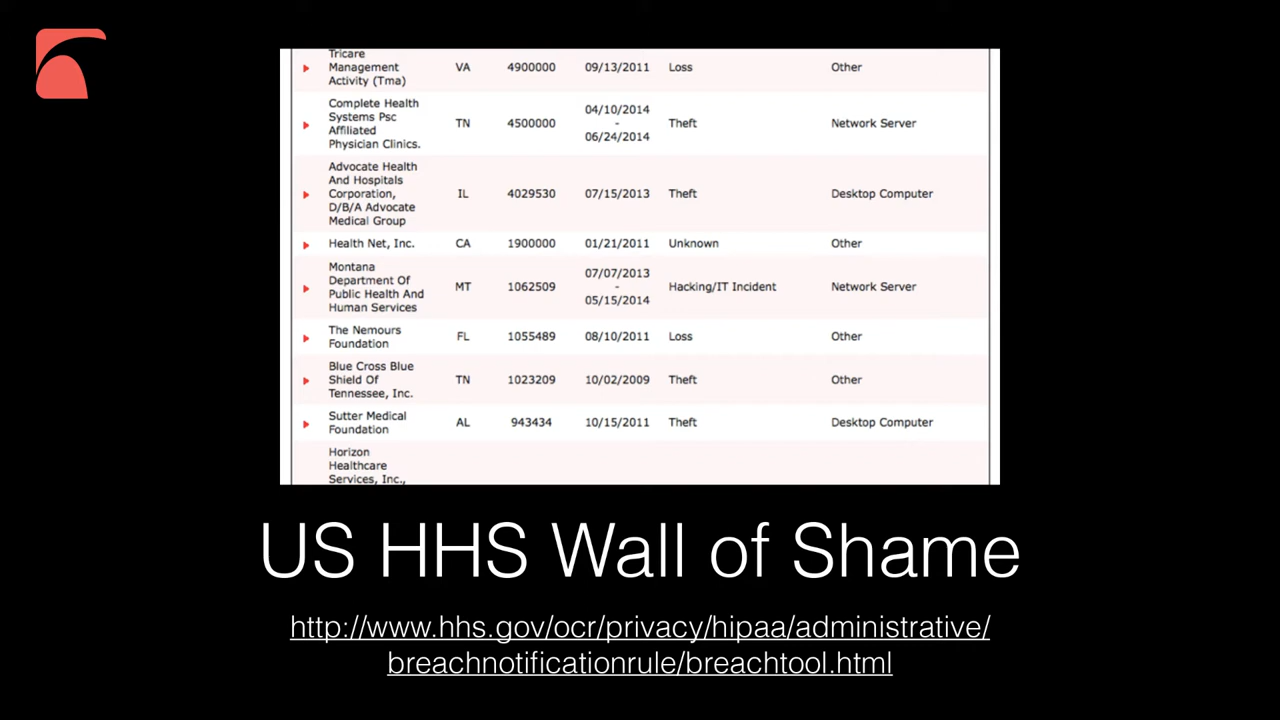 Tricare
Management
Activity (Tma) VA 4900000 09/13/2011 Loss Other
Complete Health
Systems Psc
Affiliated
Physician Clinics. TN 4500000 04/10/2014
-
06/24/2014 Theft Network Server
Advocate Health
And Hospitals
Corporation,
D/B/A Advocate
Medical Group IL 4029530 07/15/2013 Theft Desktop Computer
Health Net, Inc. CA 1900000 01/21/2011 Unknown Other
Montana
Department Of
Public Health And
Human Services MT 1062509 07/07/2013
-
05/15/2014 Hacking/IT Incident Network Server
The Nemours
Foundation FL 1055489 08/10/2011 Loss Other
Blue Cross Blue
Shield Of
Tennessee, Inc. TN 1023209 10/02/2009 Theft Other
Sutter Medical
Foundation AL 943434 10/15/2011 Theft Desktop Computer
Horizon
Healthcare
Services, Inc.,
US HHS Wall of Shame
http://www.hhs.gov/ocr/privacy/hipaa/administrative/
breachnotificationrule/breachtool.html